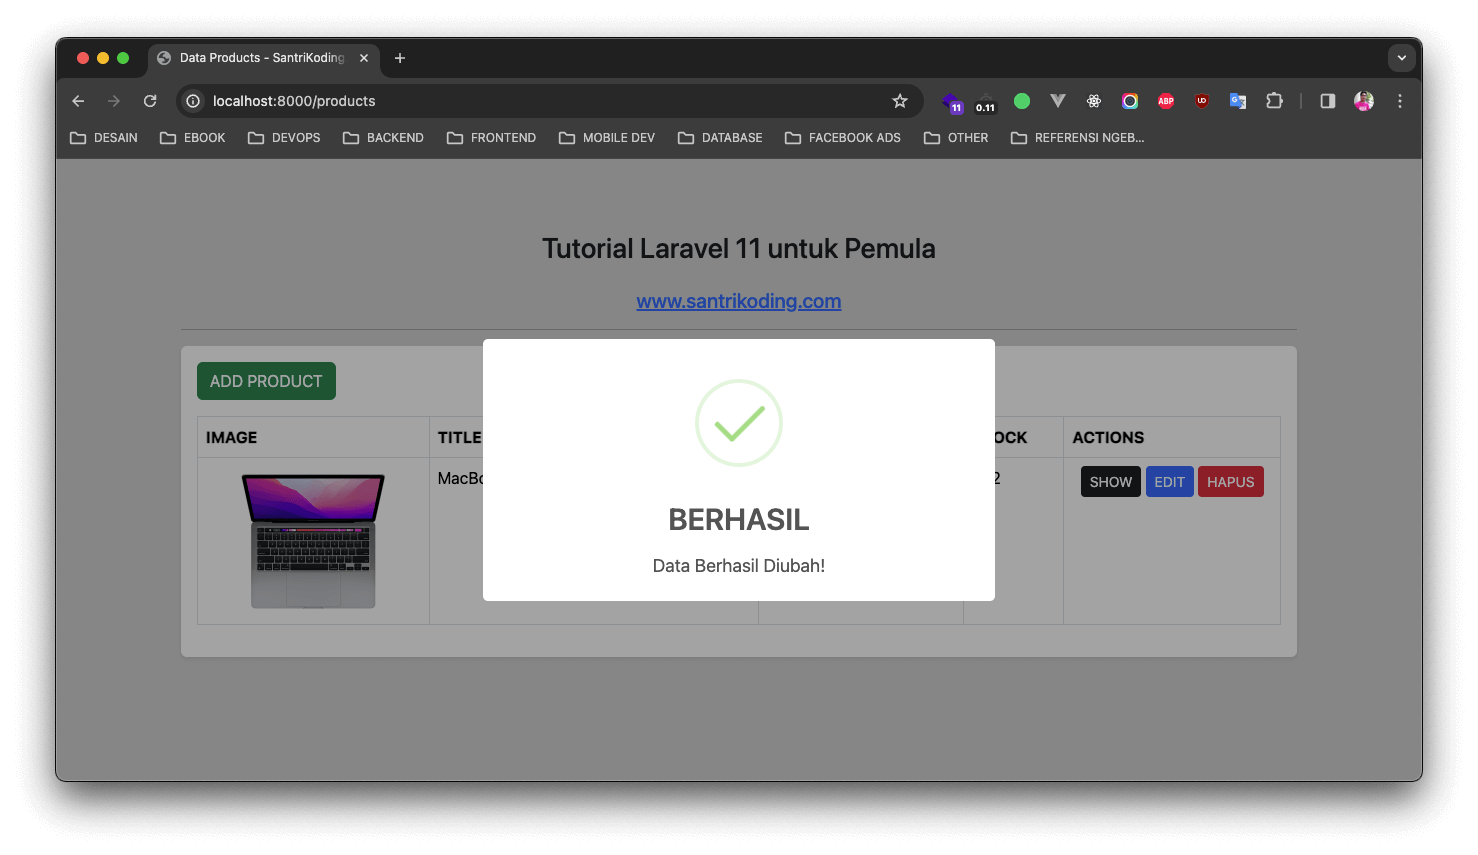 Data Products - SantriKoding
localhost:8000/products
11
0.11
ABP
DESAIN
EBOOK
DEVOPS
BACKEND
FRONTEND
MOBILE DEV
DATABASE
FACEBOOK ADS
OTHER
REFERENSI NGEB...
Tutorial Laravel 11 untuk Pemula
www.santrikoding.com
ADD PRODUCT
IMAGE
TITLE
OCK
ACTIONS
MacBo
2
SHOW
EDIT
HAPUS
BERHASIL
Data Berhasil Diubah!